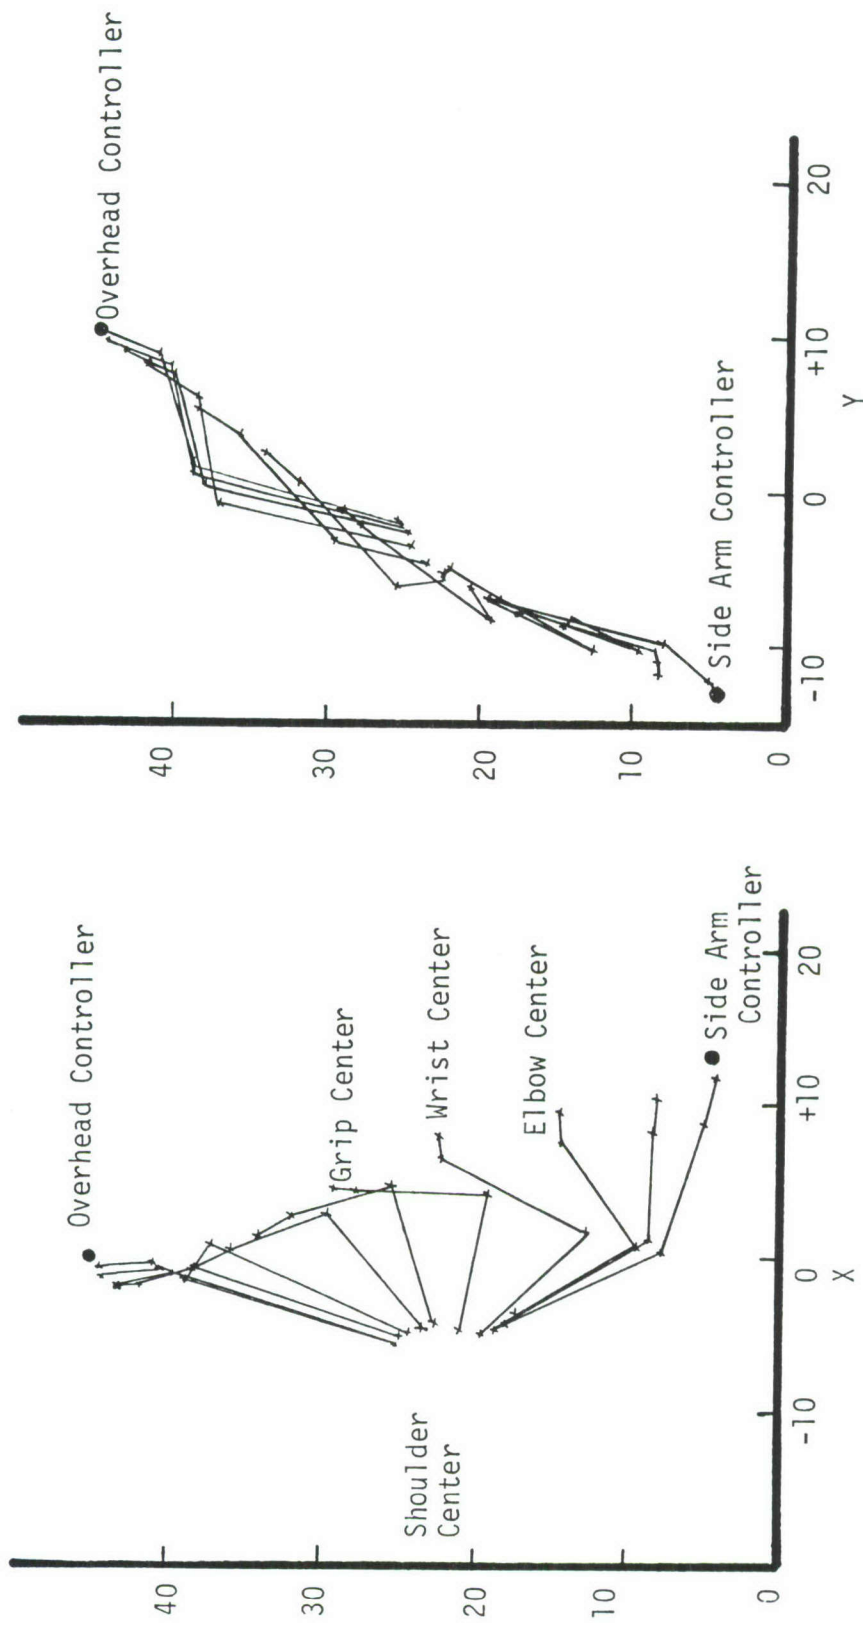 Overhead Controller
Grip Center
Wrist Center
Elbow Center
Shoulder
Center
Side Arm
Controller
40
30
20
10
0
-10
0
+10
20
X
Overhead Controller
Side Arm Controller
40
30
20
10
0
-10
0
+10
20
Y